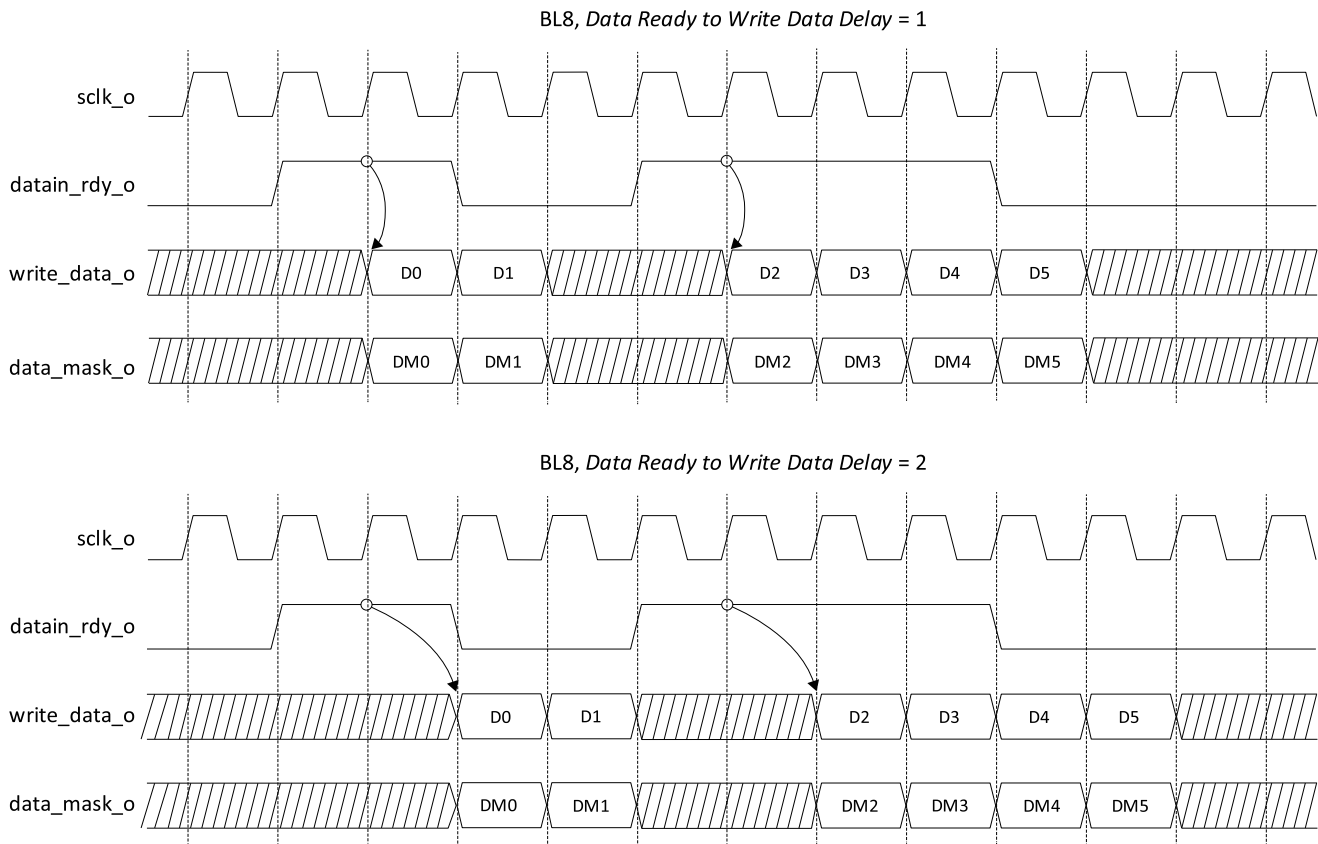 BL8, Data Ready to Write Data Delay = 1
sclk_o
datain_rdy_o
write_data_o D0 D1 D2 D3 D4 D5
data_mask_o DM0 DM1 DM2 DM3 DM4 DM5
BL8, Data Ready to Write Data Delay = 2
sclk_o
datain_rdy_o
write_data_o D0 D1 D2 D3 D4 D5
data_mask_o DM0 DM1 DM2 DM3 DM4 DM5